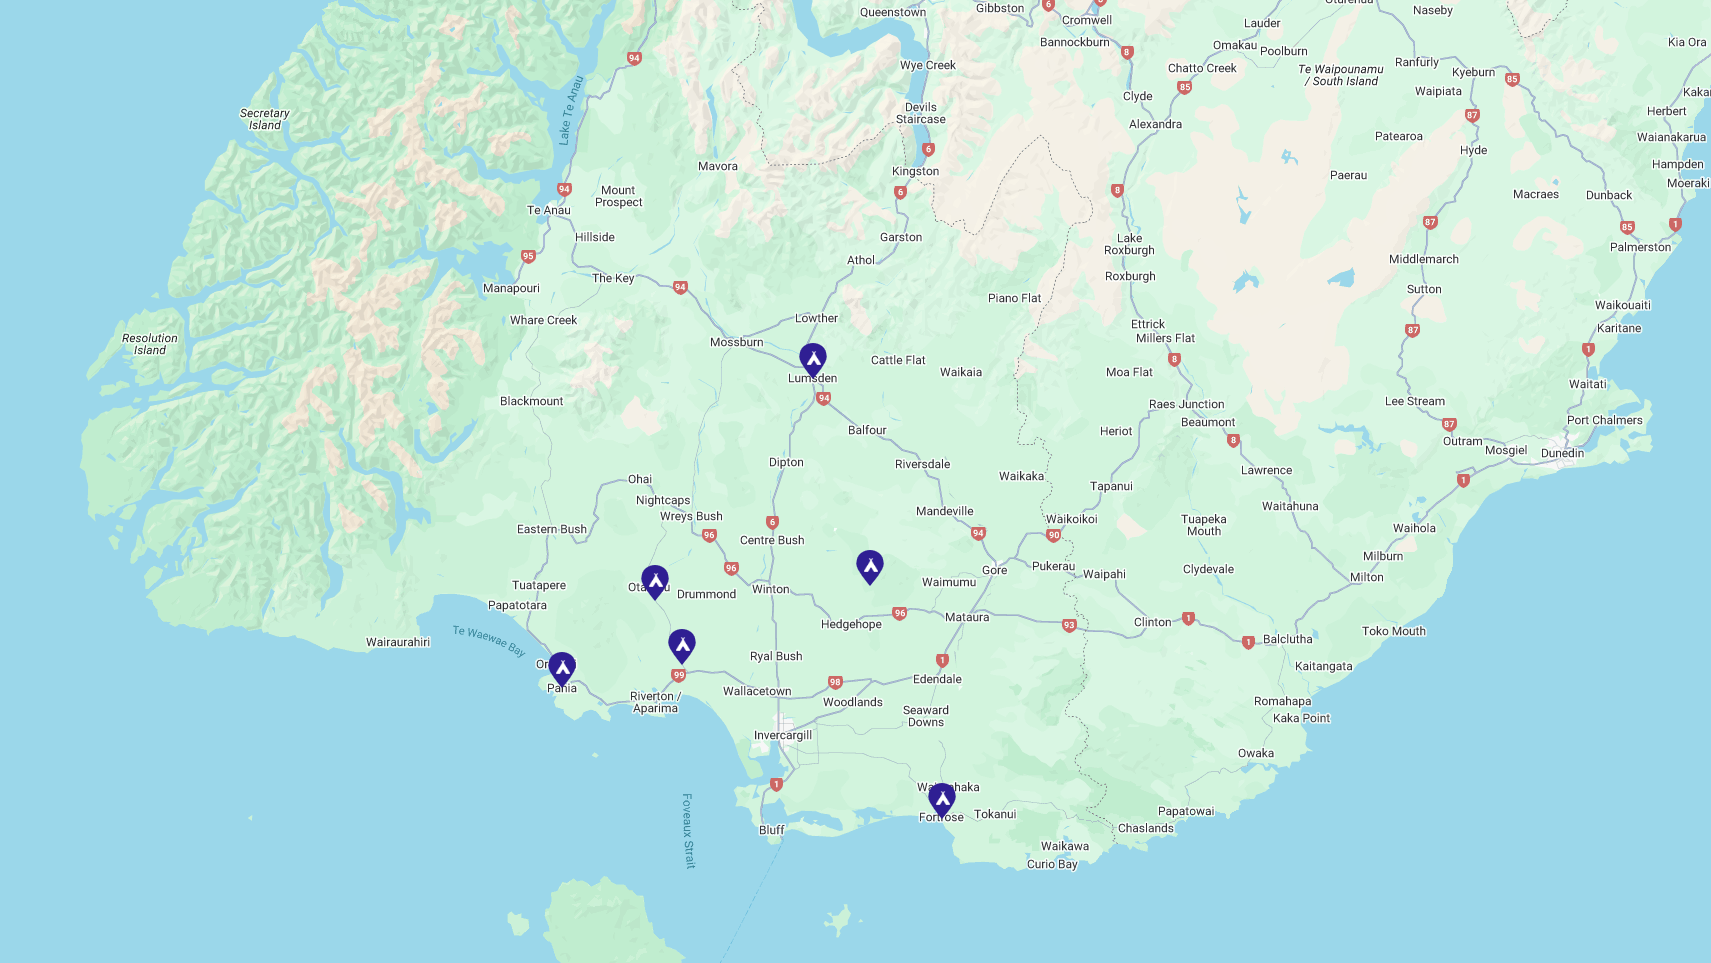 Queenstown
Gibbston
6
6
Cromwell
Naseby
Lauder
Bannockburn
8
Omakau
Poolburn
Kia Ora
94
Wye Creek
Chatto Creek
Te Waipounamu
/ South Island
Ranfurly
Kyeburn
85
85
Waipiata
Clyde
Devils
Staircase
Secretary
Island
Lake Te Anau
Alexandra
87
Herbert
Patearoa
Waianakarua
6
Hyde
Mavora
Kingston
Hampden
Paerau
Moeraki
94
Mount
Prospect
6
8
Macraes
Dunback
Te Anau
87
85
1
Hillside
Garston
Lake
Roxburgh
Palmerston
95
Athol
Middlemarch
The Key
94
Roxburgh
Manapouri
Sutton
Piano Flat
Waikouaiti
Whare Creek
Lowther
Ettrick
Millers Flat
87
Karitane
Resolution
Island
Mossburn
1
Cattle Flat
8
Waikaia
Moa Flat
Lumsden
Waitati
94
Blackmount
Raes Junction
Lee Stream
Beaumont
Port Chalmers
87
Balfour
Heriot
8
Outram
Mosgiel
Dunedin
Dipton
Riversdale
Lawrence
Waikaka
1
Ohai
Tapanui
Nightcaps
Waitahuna
Wreys Bush
Mandeville
Waikoikoi
Tuapeka
Mouth
Eastern Bush
6
Waihola
96
Centre Bush
94
90
Milburn
96
Pukerau
Gore
Waipahi
Clydevale
Milton
Tuatapere
Winton
Drummond
Waimumu
Papatotara
96
Mataura
Hedgehope
93
Clinton
1
Toko Mouth
Te Waewae Bay
Wairaurahiri
1
Balclutha
Ryal Bush
1
Kaitangata
99
Edendale
98
Pahia
Wallacetown
Riverton /
Aparima
Woodlands
Romahapa
Seaward
Downs
Kaka Point
Invercargill
Owaka
1
Foveaux Strait
Fortrose
Tokanui
Papatowai
Bluff
Chaslands
Waikawa
Curio Bay